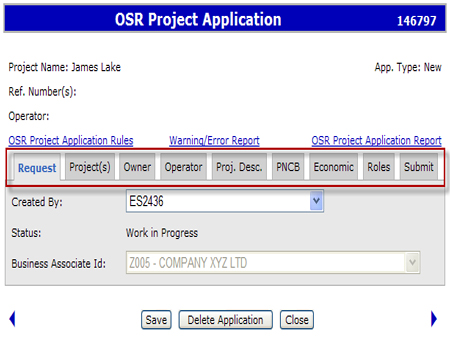 OSR Project Application 146797
Project Name: James Lake App. Type: New
Ref. Number(s):
Operator:
OSR Project Application Rules Warning/Error Report OSR Project Application Report
Request Project(s) Owner Operator Proj. Desc. PNCB Economic Roles Submit
Created By: ES2436
Status: Work in Progress
Business Associate Id: Z005 - COMPANY XYZ LTD
Save Delete Application Close